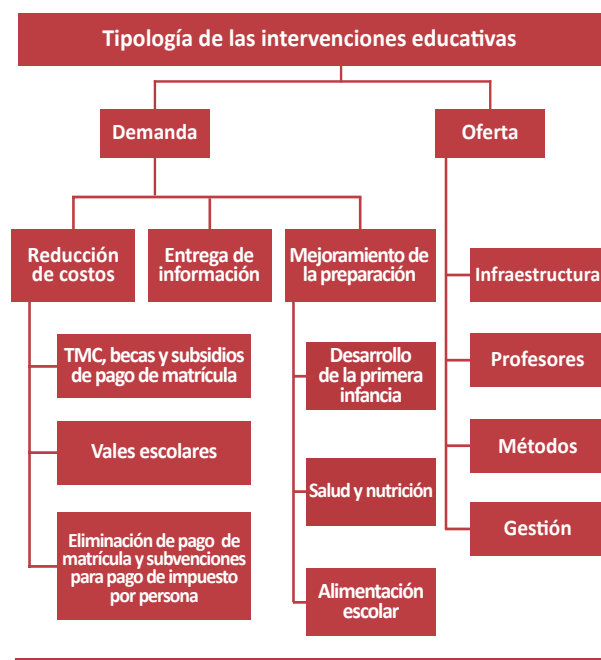 Tipología de las intervenciones educativas
Demanda
Oferta
Reducción
de costos
Entrega de
información
Mejoramiento de
la preparación
Infraestructura
TMC, becas y subsidios
de pago de matrícula
Desarrollo
de la primera
infancia
Profesores
Vales escolares
Métodos
Salud y nutrición
Gestión
Eliminación de pago de
matrícula y subvenciones
para pago de impuesto
por persona
Alimentación
escolar